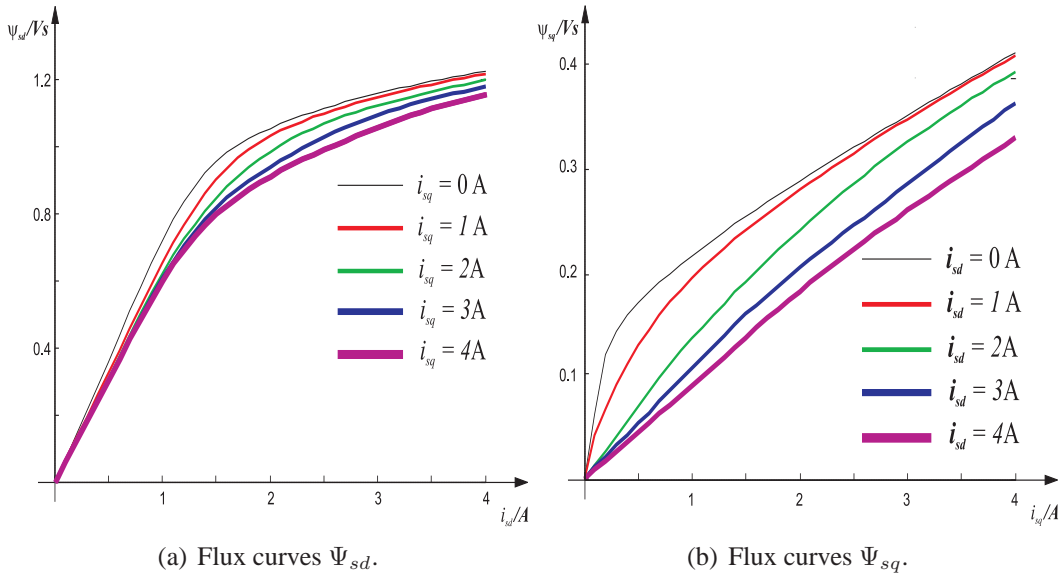 Ψsd/Vs
1,2
0.8
0.4
1
2
3
4
isd/A
isq = 0 A
isq = 1 A
isq = 2A
isq = 3A
isq = 4A
(a) Flux curves Ψsd.
Ψsq/Vs
0.4
0.3
0.2
0.1
1
2
3
4
isq/A
isd = 0 A
isd = 1 A
isd = 2A
isd = 3A
isd = 4A
(b) Flux curves Ψsq.